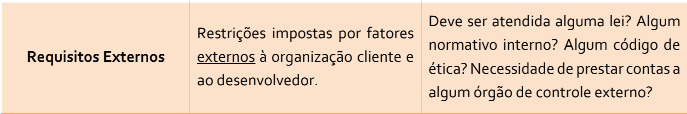 Requisitos Externos
Restrições impostas por fatores
externos à organização cliente e
ao desenvolvedor.
Deve ser atendida alguma lei? Algum
normativo interno? Algum código de
ética? Necessidade de prestar contas a
algum órgão de controle externo?